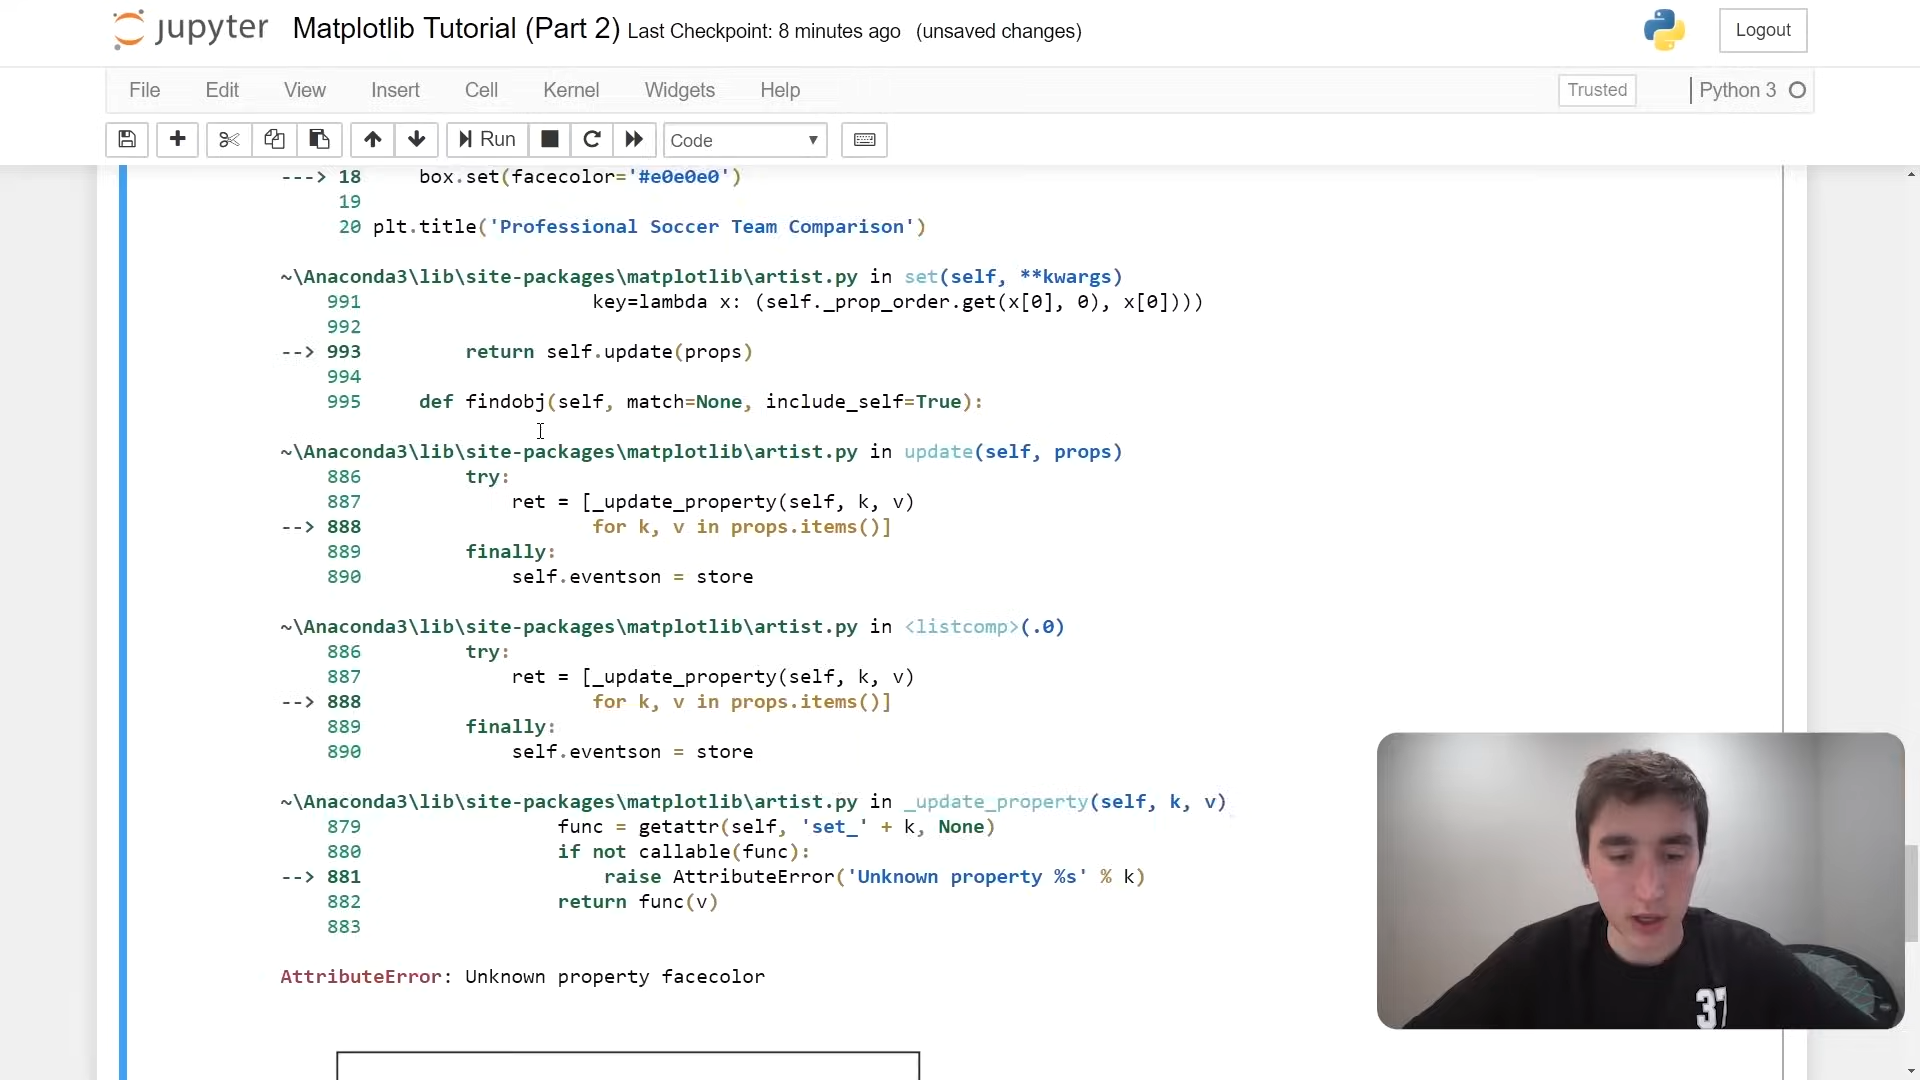 jupyter Matplotlib Tutorial (Part 2) Last Checkpoint: 8 minutes ago (unsaved changes) Logout
File Edit View Insert Cell Kernel Widgets Help Trusted Python 3
Run Code
---> 18     box.set(facecolor='#e0e0e0')
19
20 plt.title('Professional Soccer Team Comparison')
~\Anaconda3\lib\site-packages\matplotlib\artist.py in set(self, **kwargs)
991                    key=lambda x: (self._prop_order.get(x[0], 0), x[0])))
992
--> 993         return self.update(props)
994
995     def findobj(self, match=None, include_self=True):
~\Anaconda3\lib\site-packages\matplotlib\artist.py in update(self, props)
886         try:
887             ret = [_update_property(self, k, v)
--> 888                    for k, v in props.items()]
889         finally:
890             self.eventson = store
~\Anaconda3\lib\site-packages\matplotlib\artist.py in <listcomp>(.0)
886         try:
887             ret = [_update_property(self, k, v)
--> 888                    for k, v in props.items()]
889         finally:
890             self.eventson = store
~\Anaconda3\lib\site-packages\matplotlib\artist.py in _update_property(self, k, v)
879                 func = getattr(self, 'set_' + k, None)
880                 if not callable(func):
--> 881                     raise AttributeError('Unknown property %s' % k)
882                 return func(v)
883
AttributeError: Unknown property facecolor
37